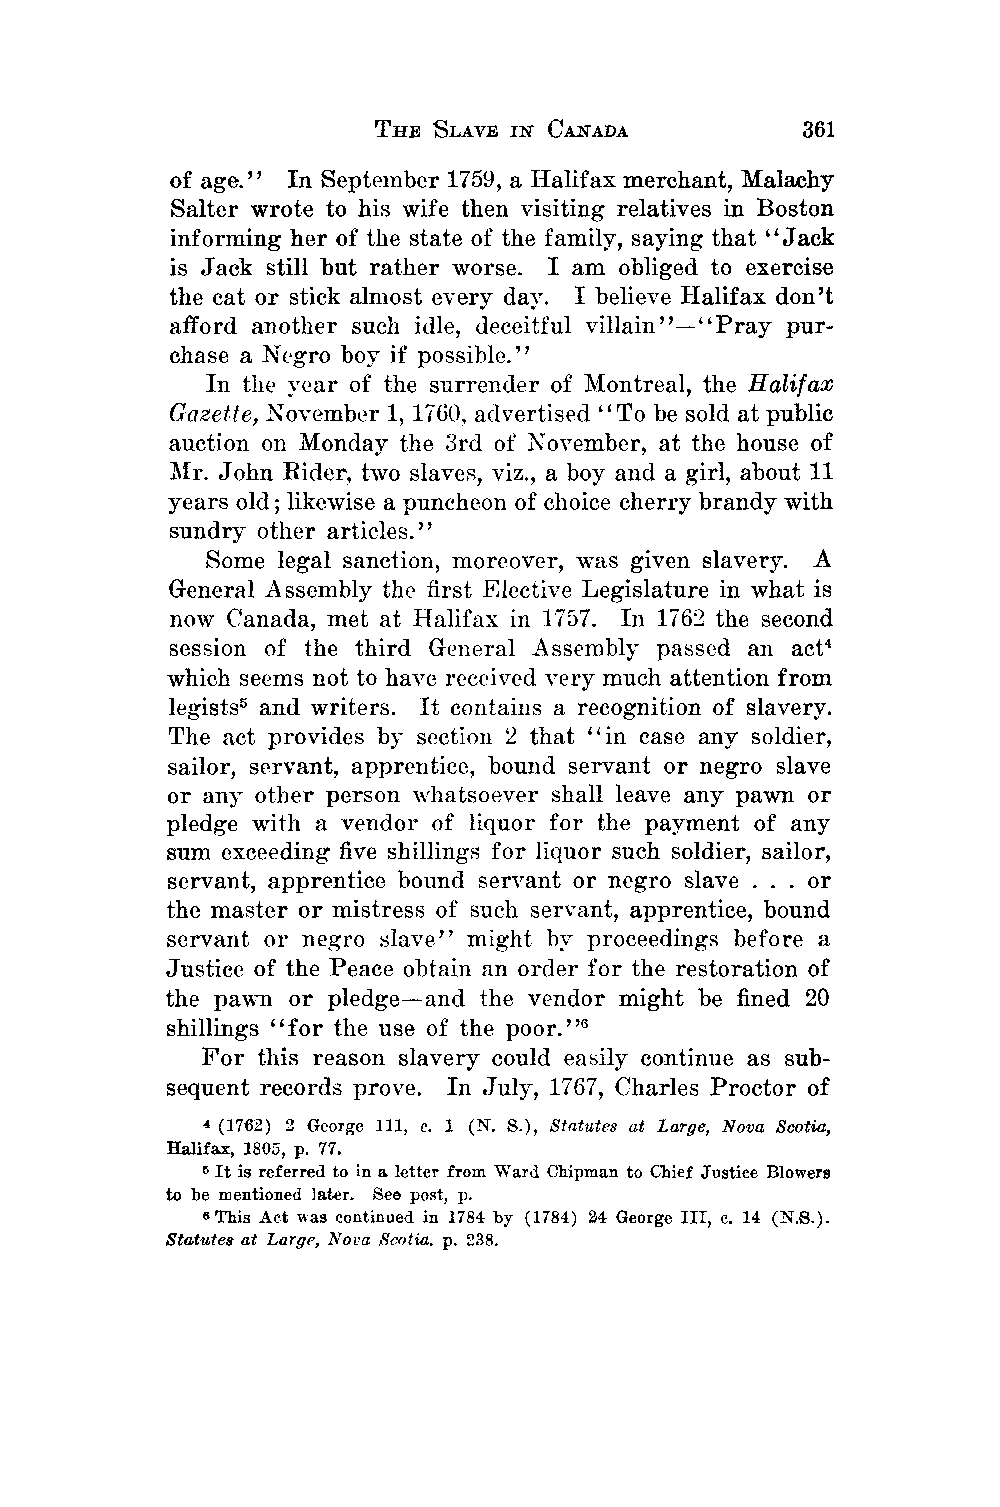 THE SLAVE IN CANADA 361
of age.'' In September 1759, a Halifax merchant, Malachy
Salter wrote to his wife then visiting relatives in Boston
informing her of the state of the family, saying that ''Jack
is Jack still but rather worse. I am obliged to exercise
the cat or stick almost every day. I believe Halifax don't
afford another such idle, deceitful villain''—''Pray pur-
chase a Negro boy if possible.''
In the year of the surrender of Montreal, the Halifax
Gazette, November 1, 1760, advertised ''To be sold at public
auction on Monday the 3rd of November, at the house of
Mr. John Rider, two slaves, viz., a boy and a girl, about 11
years old; likewise a puncheon of choice cherry brandy with
sundry other articles.''
Some legal sanction, moreover, was given slavery. A
General Assembly the first Elective Legislature in what is
now Canada, met at Halifax in 1757. In 1762 the second
session of the third General Assembly passed an act⁴
which seems not to have received very much attention from
legists⁵ and writers. It contains a recognition of slavery.
The act provides by section 2 that ''in case any soldier,
sailor, servant, apprentice, bound servant or negro slave
or any other person whatsoever shall leave any pawn or
pledge with a vendor of liquor for the payment of any
sum exceeding five shillings for liquor such soldier, sailor,
servant, apprentice bound servant or negro slave . . . or
the master or mistress of such servant, apprentice, bound
servant or negro slave'' might by proceedings before a
Justice of the Peace obtain an order for the restoration of
the pawn or pledge—and the vendor might be fined 20
shillings ''for the use of the poor.''⁶
For this reason slavery could easily continue as sub-
sequent records prove. In July, 1767, Charles Proctor of
⁴ (1762) 2 George III, c. 1 (N. S.), Statutes at Large, Nova Scotia,
Halifax, 1805, p. 77.
⁵ It is referred to in a letter from Ward Chipman to Chief Justice Blowers
to be mentioned later. See post, p.
⁶ This Act was continued in 1784 by (1784) 24 George III, c. 14 (N.S.).
Statutes at Large, Nova Scotia. p. 238.